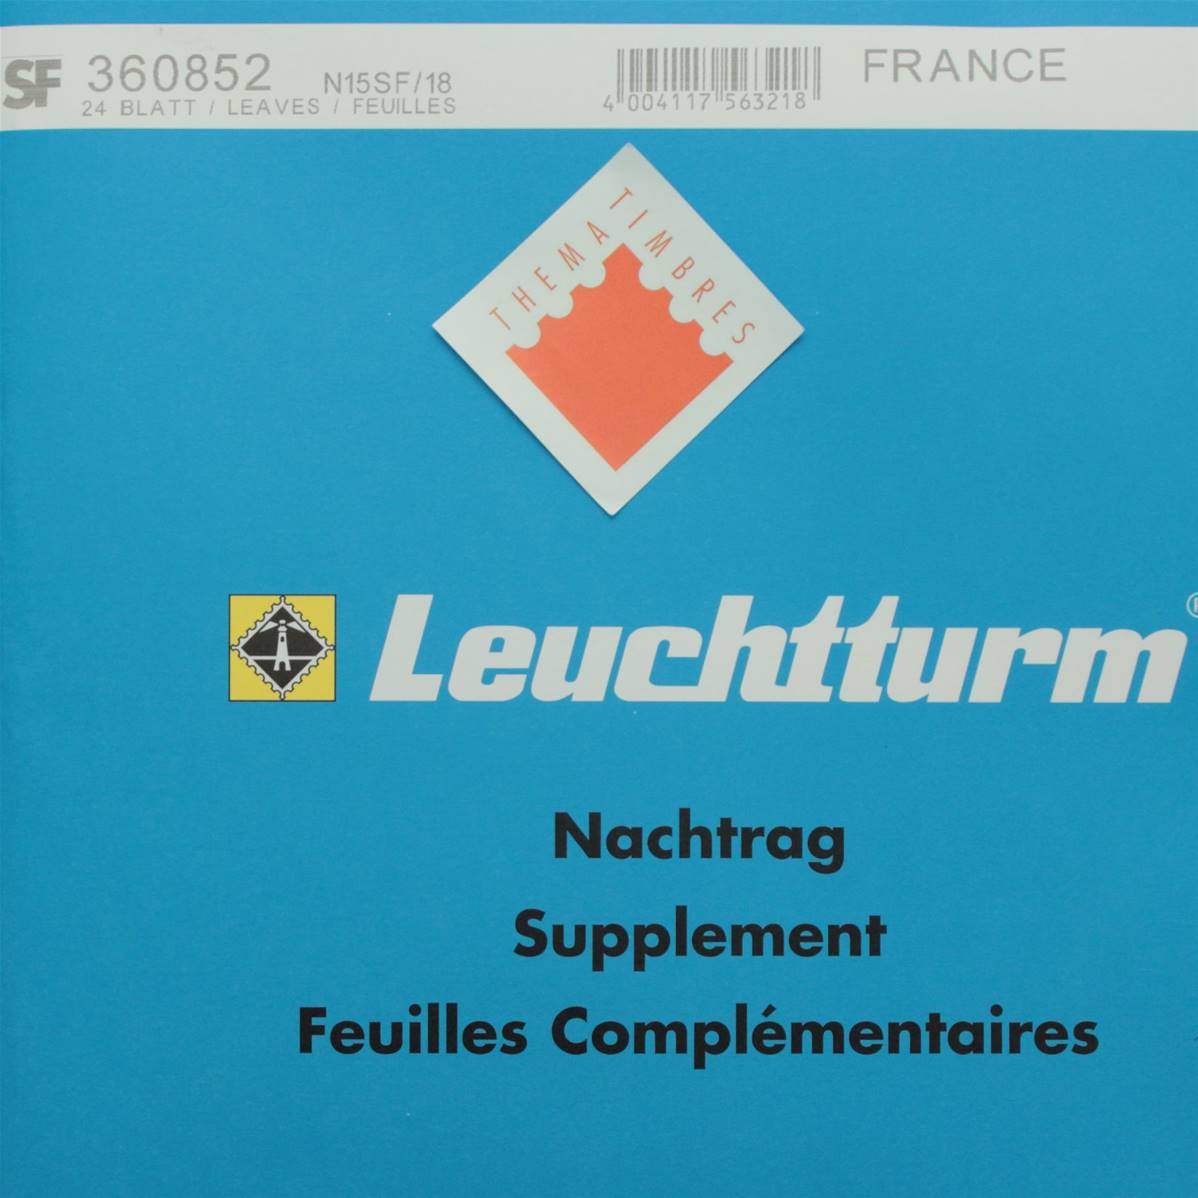 SF 360852 N15SF/18
24 BLATT / LEAVES / FEUILLES
4 004117 563218
FRANCE
THEMA TIMBRES
Leuchtturm®
Nachtrag
Supplement
Feuilles Complémentaires